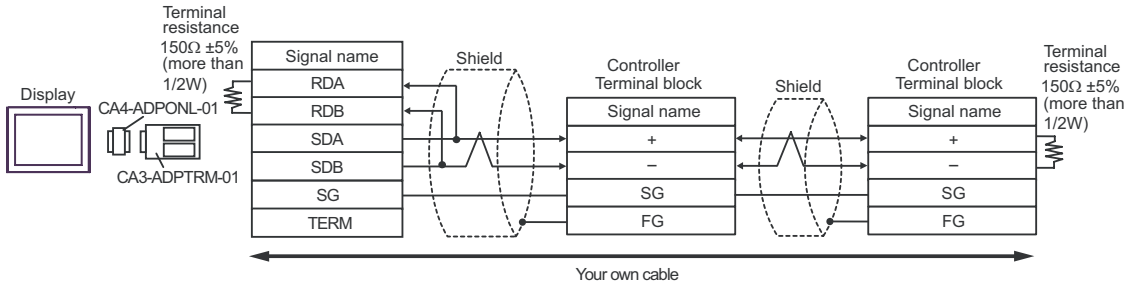 Terminal
resistance
150Ω ±5%
(more than
1/2W)
Display
CA4-ADPONL-01
CA3-ADPTRM-01
Signal name
RDA
RDB
SDA
SDB
SG
TERM
Shield
Controller
Terminal block
Signal name
+
–
SG
FG
Shield
Controller
Terminal block
Signal name
+
–
SG
FG
Terminal
resistance
150Ω ±5%
(more than
1/2W)
Your own cable